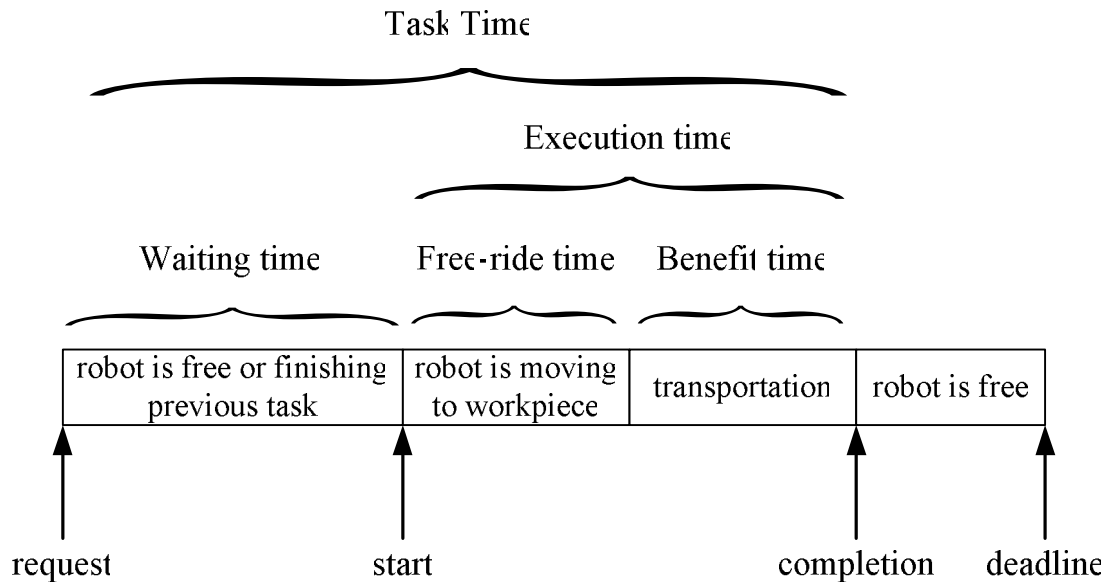 Task Time
Execution time
Waiting time
Free-ride time
Benefit time
robot is free or finishing
previous task
robot is moving
to workpiece
transportation
robot is free
request
start
completion
deadline